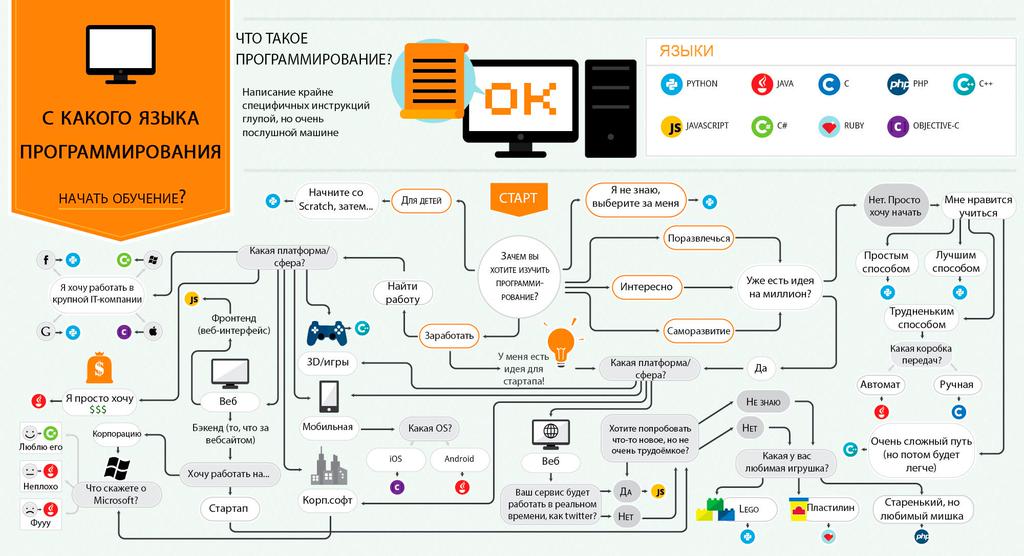 С КАКОГО ЯЗЫКА
ПРОГРАММИРОВАНИЯ
НАЧАТЬ ОБУЧЕНИЕ?
ЧТО ТАКОЕ
ПРОГРАММИРОВАНИЕ?
Написание крайне
специфичных инструкций
глупой, но очень
послушной машине
OK
ЯЗЫКИ
PYTHON
JAVA
C
php PHP
C++
JS JAVASCRIPT
C#
RUBY
OBJECTIVE-C
СТАРТ
Зачем вы
хотите изучить
программи-
рование?
Для детей
Начните со
Scratch, затем...
Я не знаю,
выберите за меня
Поразвлечься
Интересно
Саморазвитие
Уже есть идея
на миллион?
Нет. Просто
хочу начать
Мне нравится
учиться
Простым
способом
Лучшим
способом
Трудненьким
способом
Какая коробка
передач?
Автомат
Ручная
Очень сложный путь
(но потом будет
легче)
Да
Какая платформа/
сфера?
У меня есть
идея для
стартапа!
Заработать
Найти
работу
Какая платформа/
сфера?
Я хочу работать в
крупной IT-компании
f
G
Я просто хочу
$$$
$
JS
Фронтенд
(веб-интерфейс)
Веб
Бэкенд (то, что за
вебсайтом)
Хочу работать на...
Корпорацию
Стартап
Что скажете о
Microsoft?
Люблю его
Неплохо
Фууу
3D/игры
Мобильная
Какая OS?
iOS
Android
Корп.софт
Веб
Ваш сервис будет
работать в реальном
времени, как twitter?
Да
JS
Нет
Хотите попробовать
что-то новое, но не
очень трудоёмкое?
Не знаю
Нет
Какая у вас
любимая игрушка?
Lego
Пластилин
Старенький, но
любимый мишка
php